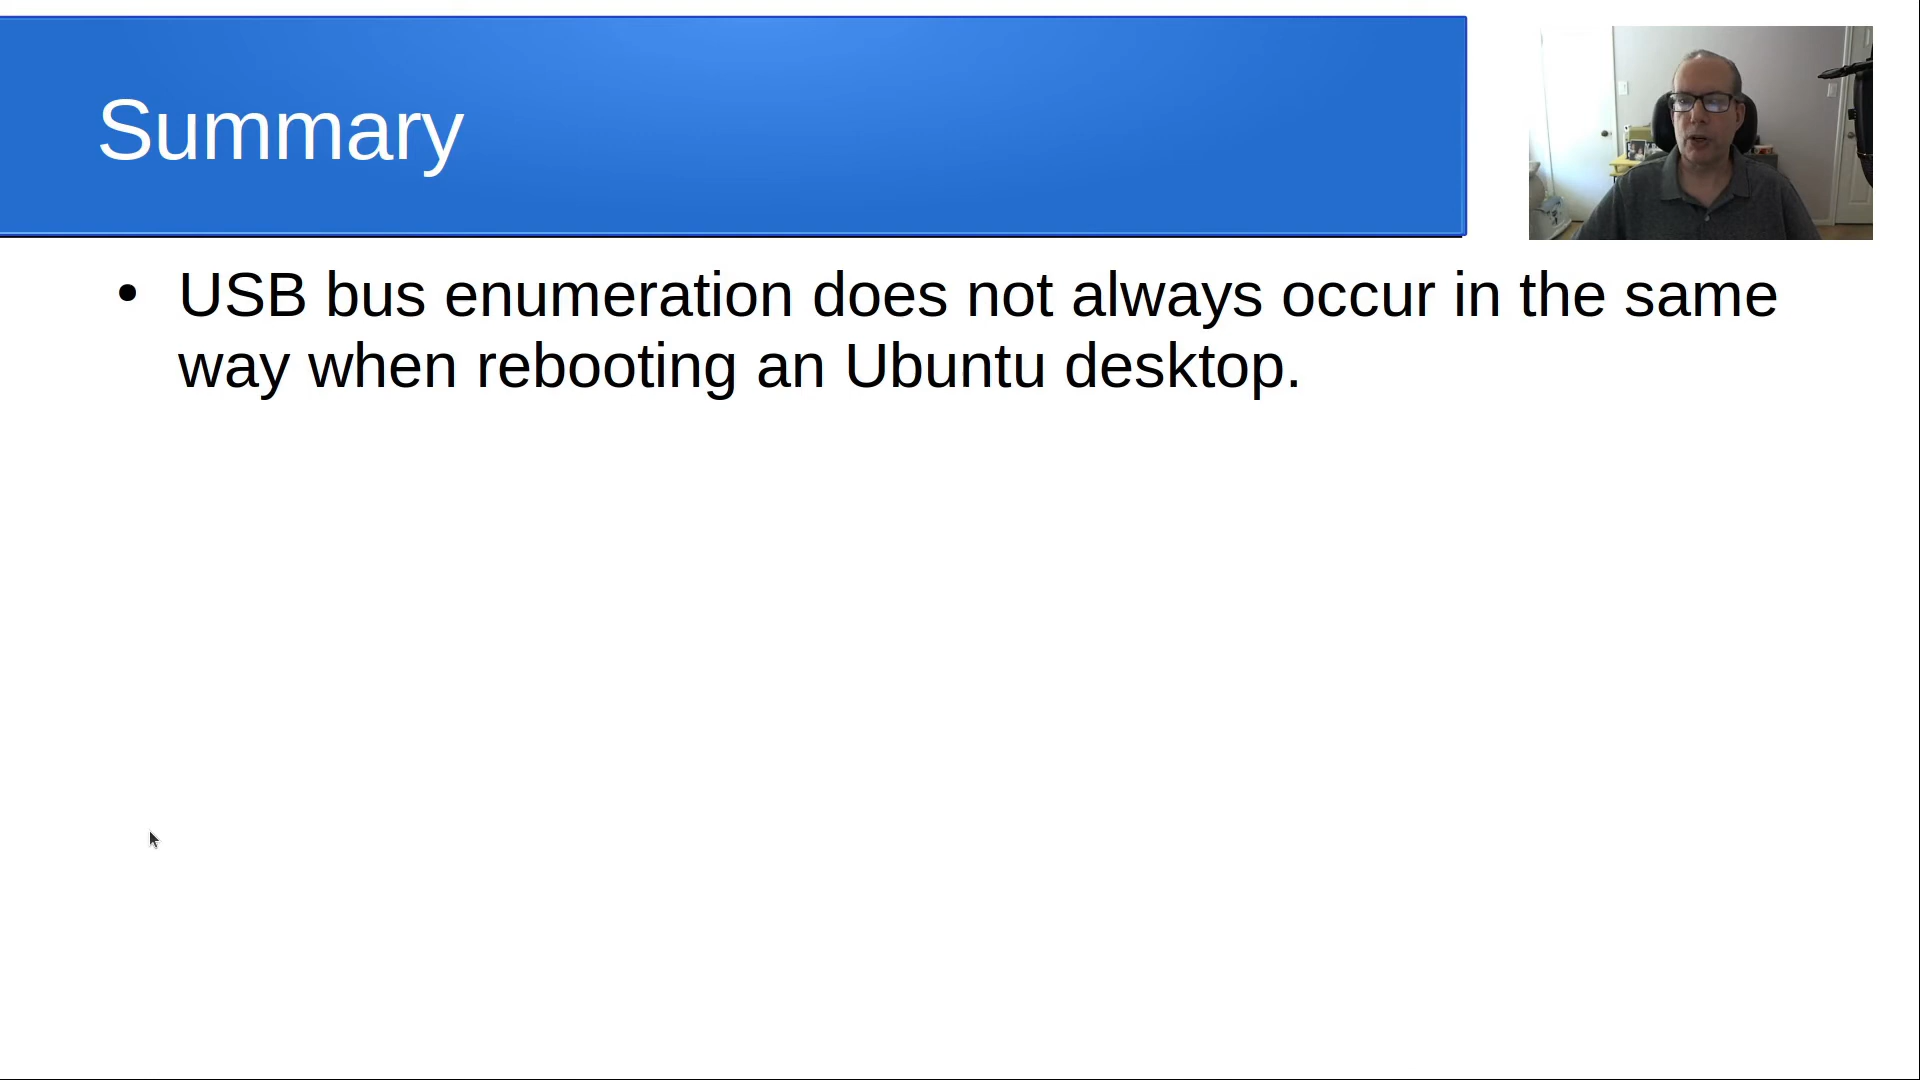 Summary
• USB bus enumeration does not always occur in the same
way when rebooting an Ubuntu desktop.